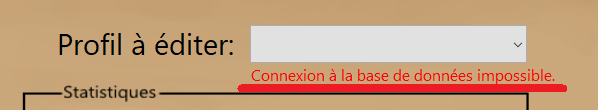 Profil à éditer:
Connexion à la base de données impossible.
Statistiques